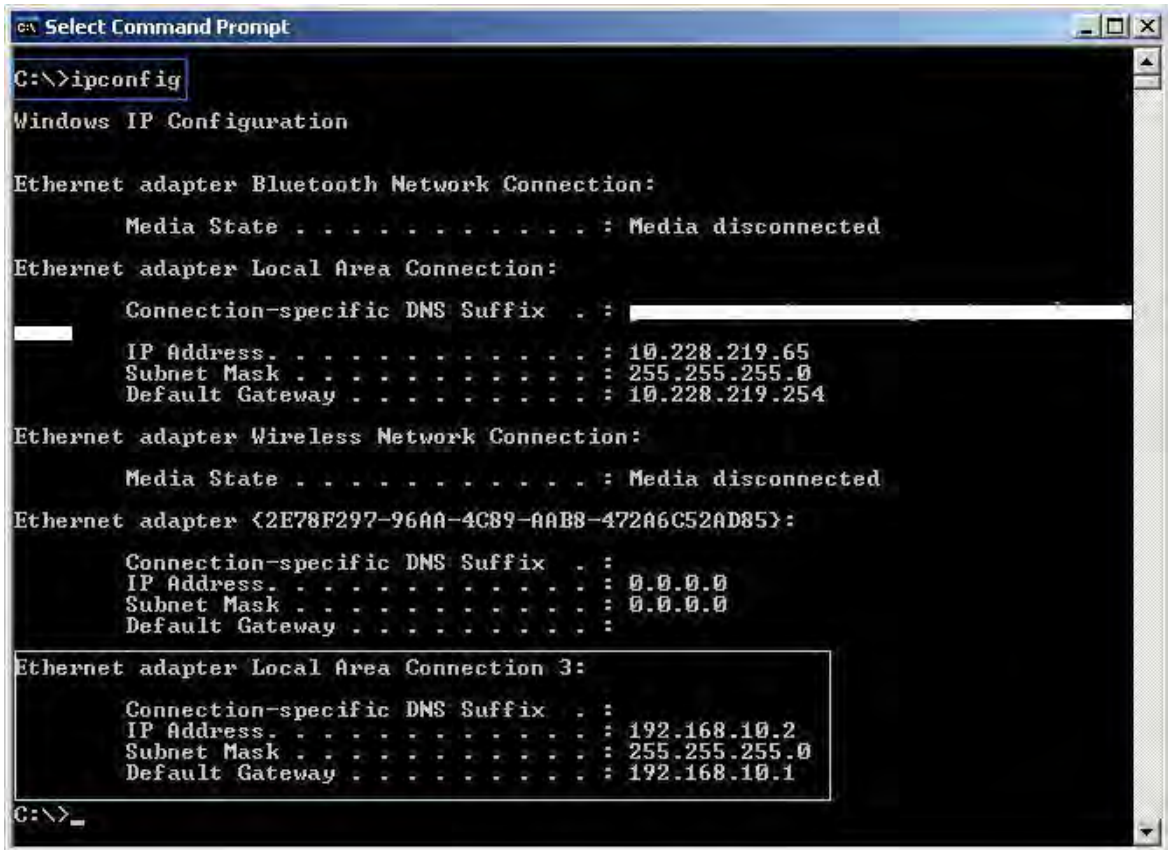 Select Command Prompt
C:\>ipconfig
Windows IP Configuration
Ethernet adapter Bluetooth Network Connection:
Media State . . . . . . . . . . . : Media disconnected
Ethernet adapter Local Area Connection:
Connection-specific DNS Suffix . :
IP Address. . . . . . . . . . . . : 10.228.219.65
Subnet Mask . . . . . . . . . . . : 255.255.255.0
Default Gateway . . . . . . . . . : 10.228.219.254
Ethernet adapter Wireless Network Connection:
Media State . . . . . . . . . . . : Media disconnected
Ethernet adapter {2E78F297-96AA-4C89-AAB8-472A6C52AD85}:
Connection-specific DNS Suffix . :
IP Address. . . . . . . . . . . . : 0.0.0.0
Subnet Mask . . . . . . . . . . . : 0.0.0.0
Default Gateway . . . . . . . . . :
Ethernet adapter Local Area Connection 3:
Connection-specific DNS Suffix . :
IP Address. . . . . . . . . . . . : 192.168.10.2
Subnet Mask . . . . . . . . . . . : 255.255.255.0
Default Gateway . . . . . . . . . : 192.168.10.1
C:\>_